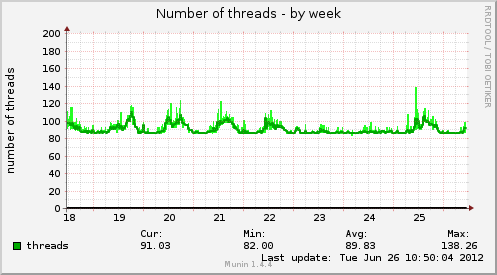 Number of threads - by week
RRDTOOL / TOBI OETIKER
number of threads
200
180
160
140
120
100
80
60
40
20
0
18 19 20 21 22 23 24 25
Cur: Min: Avg: Max:
threads 91.03 82.00 89.83 138.26
Last update: Tue Jun 26 10:50:04 2012
Munin 1.4.4